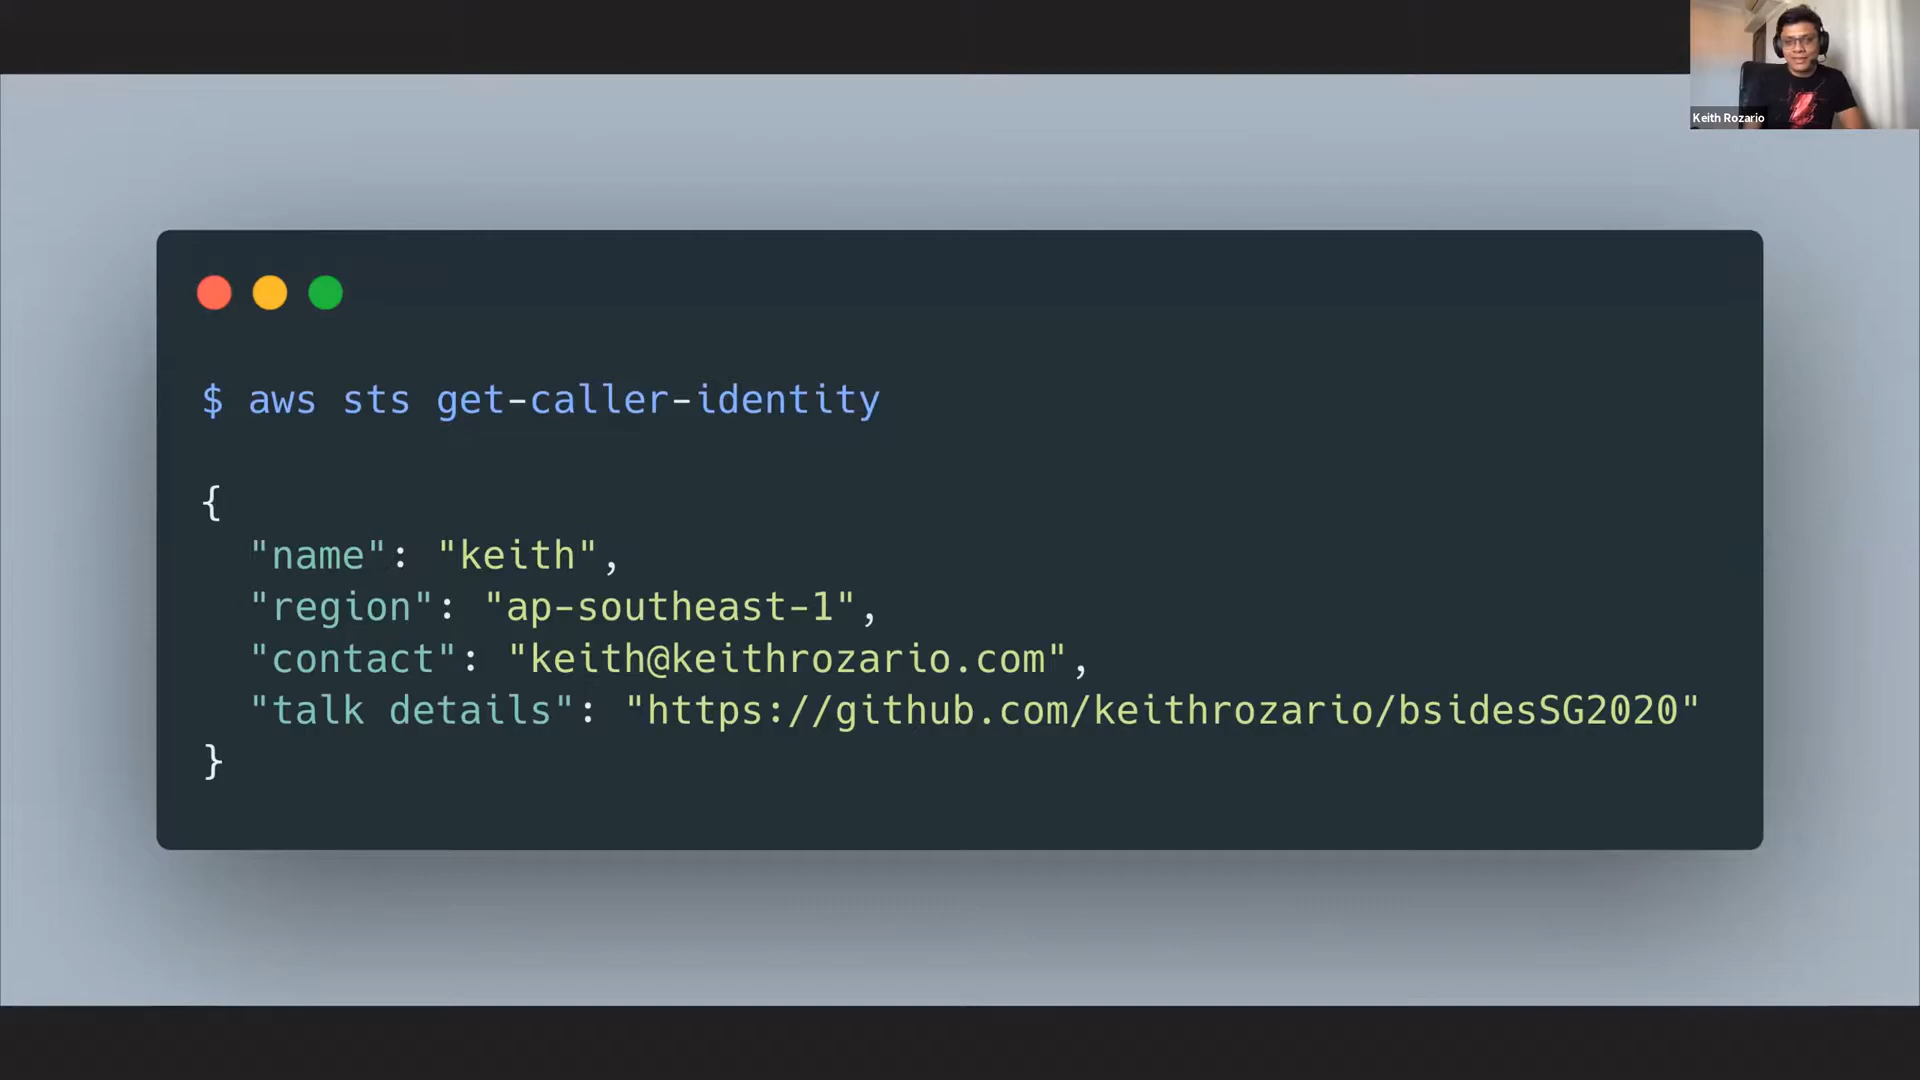 Keith Rozario
$ aws sts get-caller-identity
{
"name": "keith",
"region": "ap-southeast-1",
"contact": "keith@keithrozario.com",
"talk details": "https://github.com/keithrozario/bsidesSG2020"
}